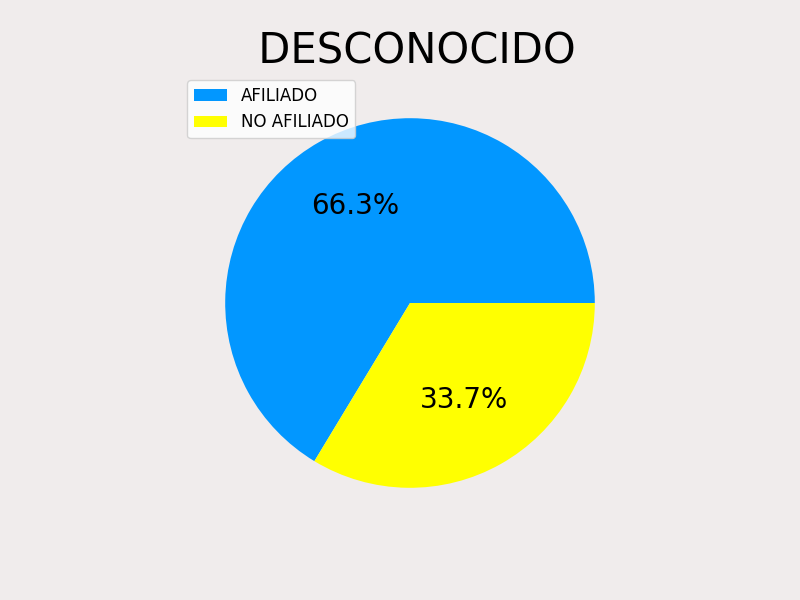 DESCONOCIDO
AFILIADO
NO AFILIADO
66.3%
33.7%